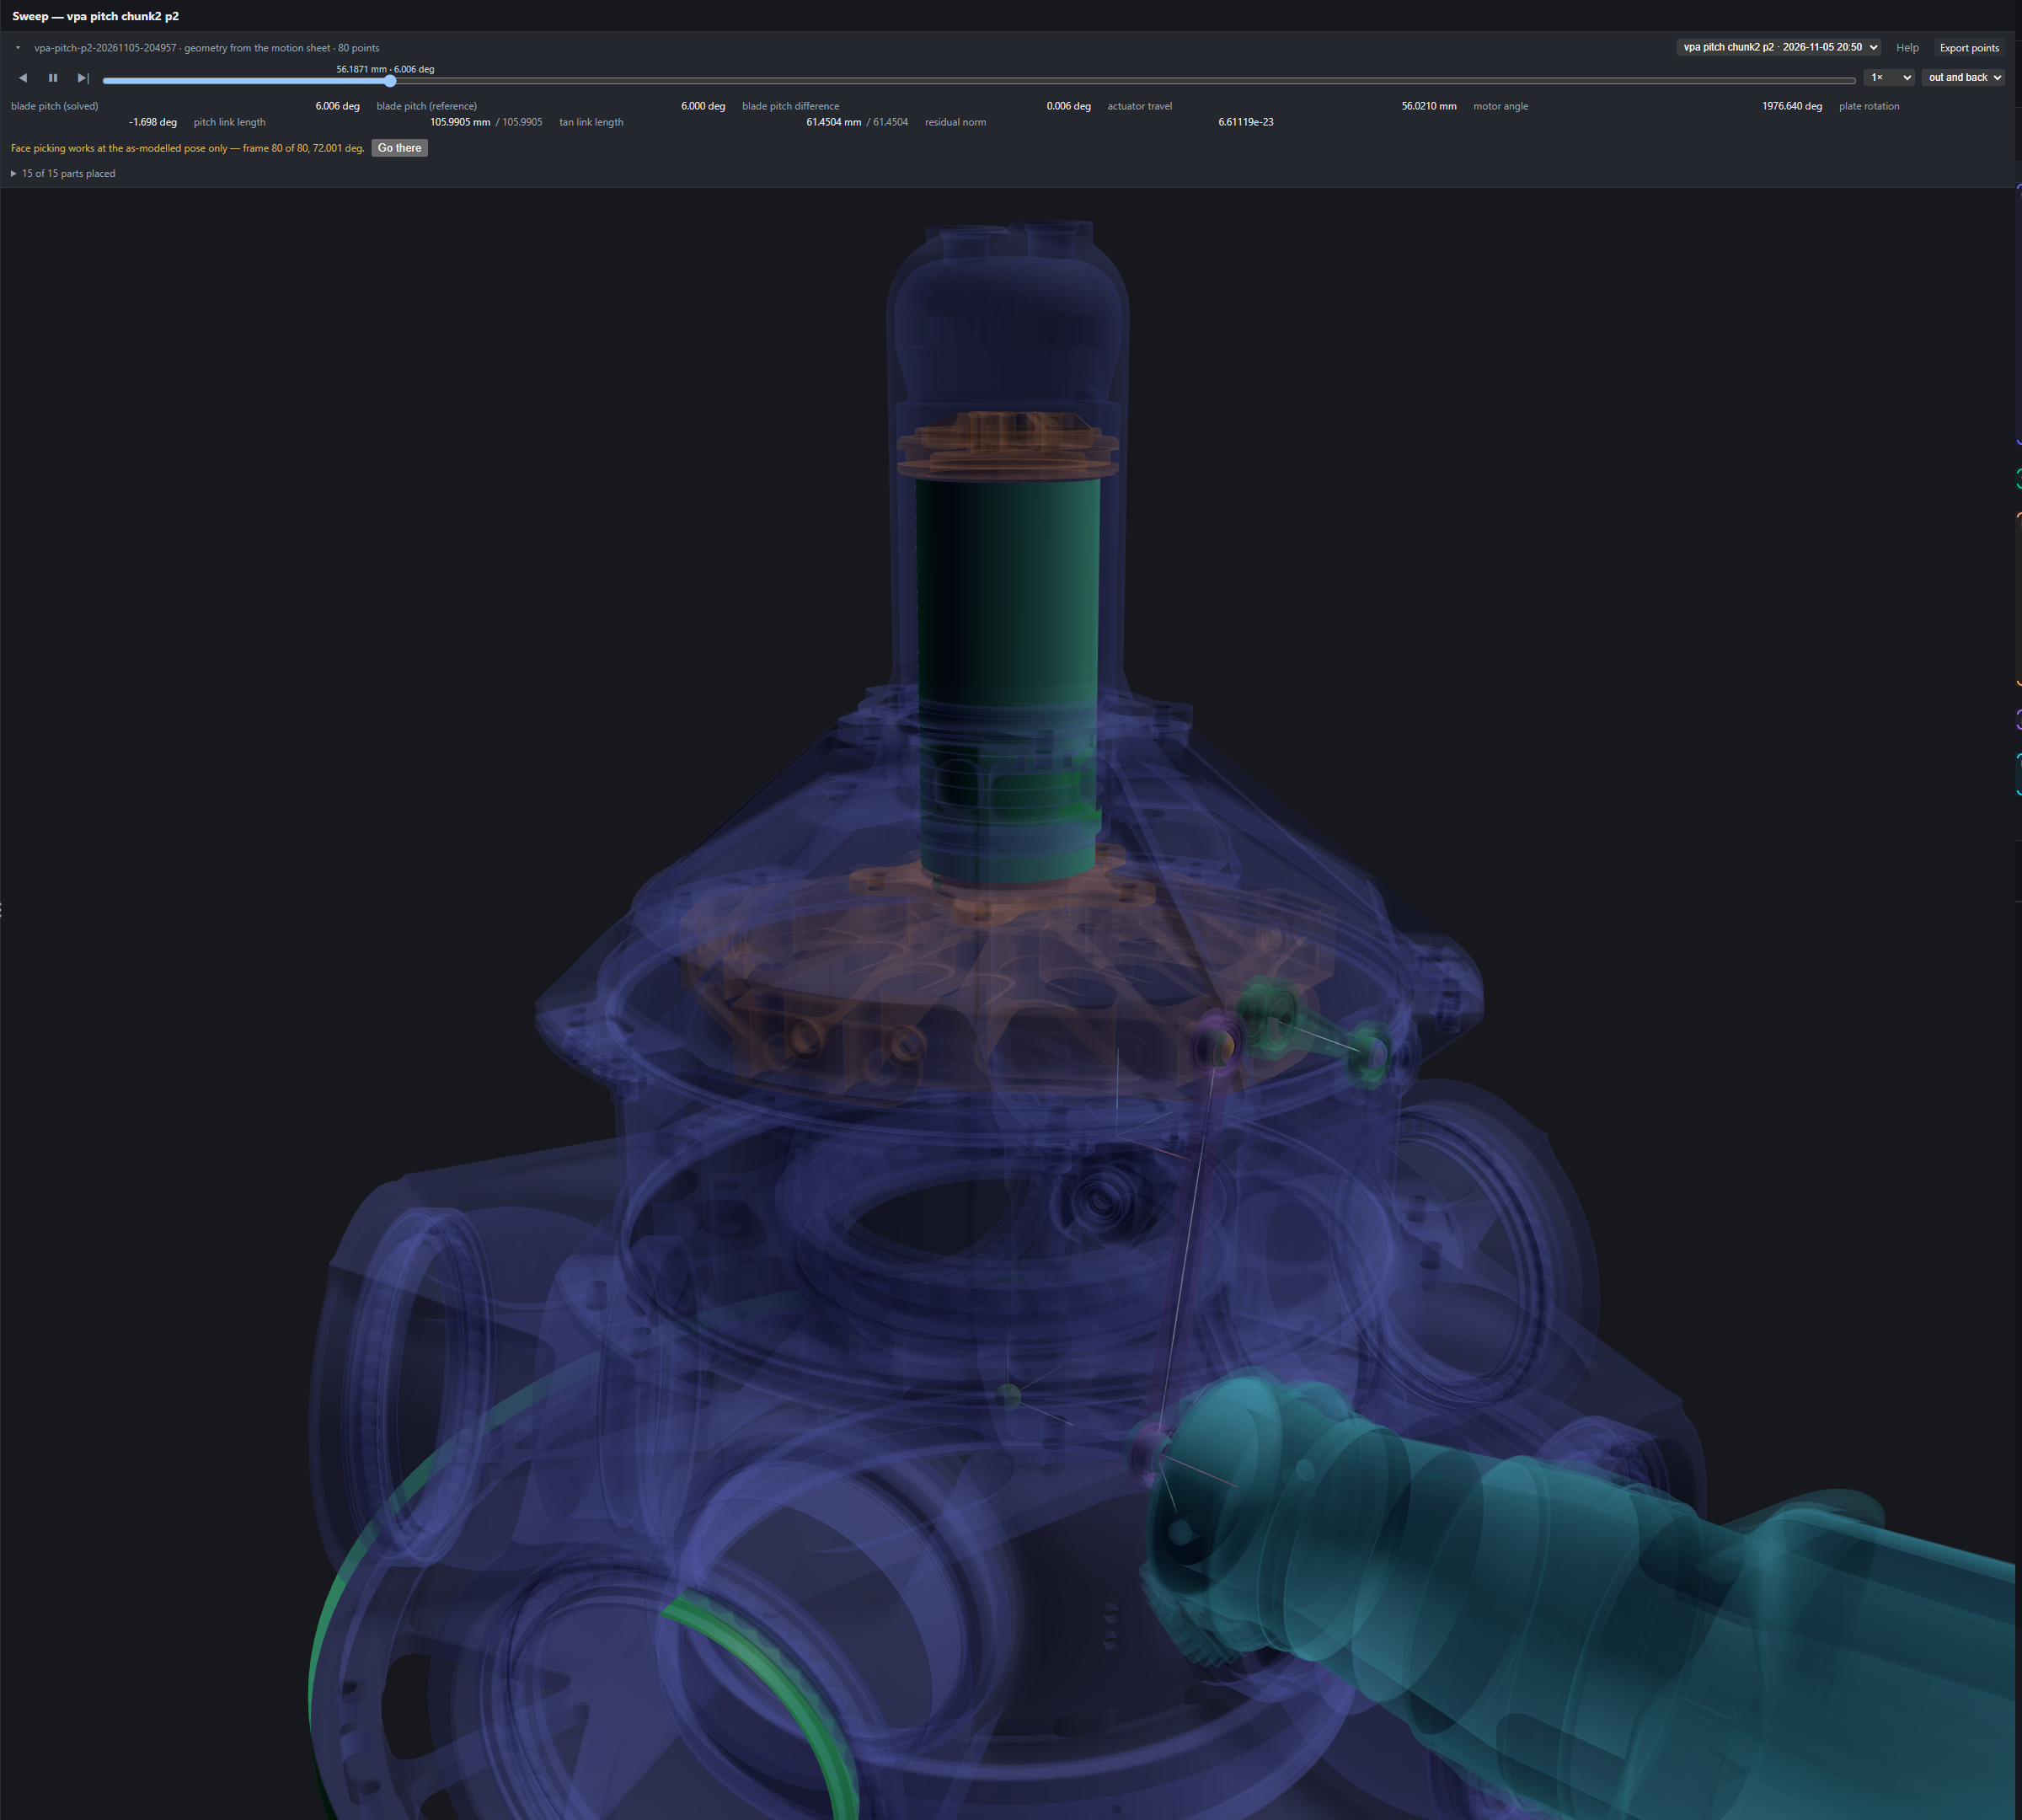 Sweep — vpa pitch chunk2 p2
vpa-pitch-p2-20261105-204957 · geometry from the motion sheet · 80 points
vpa pitch chunk2 p2 · 2026-11-05 20:50
Help
Export points
56.1871 mm · 6.006 deg
1×
out and back
blade pitch (solved) 6.006 deg blade pitch (reference) 6.000 deg blade pitch difference 0.006 deg actuator travel 56.0210 mm motor angle 1976.640 deg plate rotation
-1.698 deg pitch link length 105.9905 mm / 105.9905 tan link length 61.4504 mm / 61.4504 residual norm 6.61119e-23
Face picking works at the as-modelled pose only — frame 80 of 80, 72.001 deg. Go there
15 of 15 parts placed